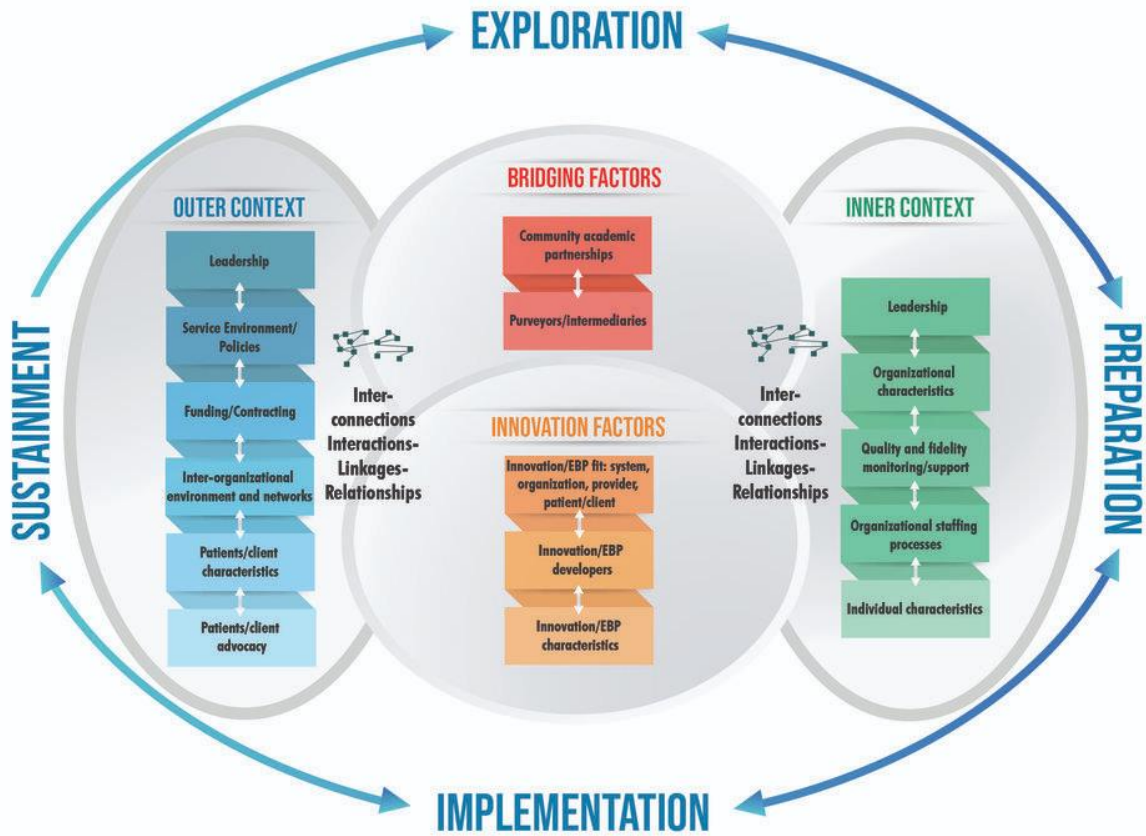 EXPLORATION
SUSTAINMENT
PREPARATION
IMPLEMENTATION
OUTER CONTEXT
Leadership
Service Environment/
Policies
Funding/Contracting
Inter-organizational
environment and networks
Patients/client
characteristics
Patients/client
advocacy
Inter-
connections
Interactions-
Linkages-
Relationships
BRIDGING FACTORS
Community academic
partnerships
Purveyors/intermediaries
INNOVATION FACTORS
Innovation/EBP fit: system,
organization, provider,
patient/client
Innovation/EBP
developers
Innovation/EBP
characteristics
Inter-
connections
Interactions-
Linkages-
Relationships
INNER CONTEXT
Leadership
Organizational
characteristics
Quality and fidelity
monitoring/support
Organizational staffing
processes
Individual characteristics